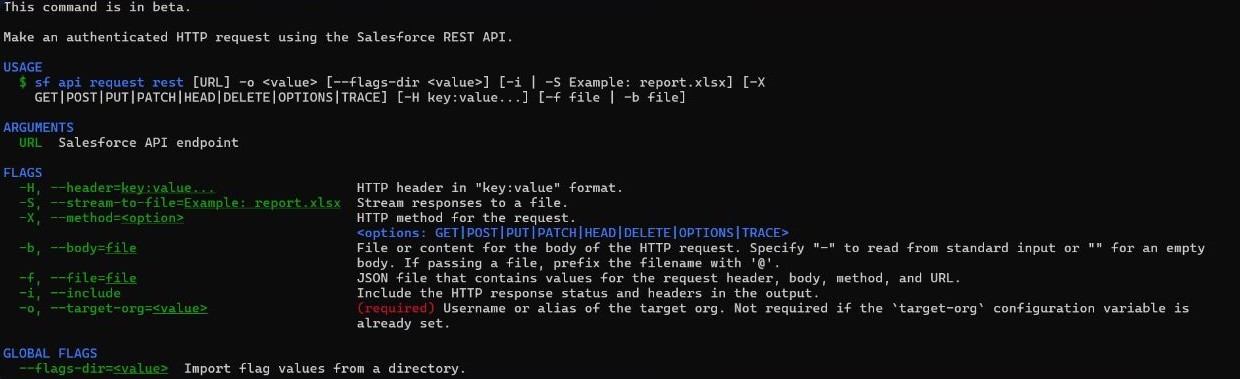 This command is in beta.
Make an authenticated HTTP request using the Salesforce REST API.
USAGE
$ sf api request rest [URL] -o <value> [--flags-dir <value>] [-i | -S Example: report.xlsx] [-X
GET|POST|PUT|PATCH|HEAD|DELETE|OPTIONS|TRACE] [-H key:value...] [-f file | -b file]
ARGUMENTS
URL  Salesforce API endpoint
FLAGS
-H, --header=key:value...                  HTTP header in "key:value" format.
-S, --stream-to-file=Example: report.xlsx  Stream responses to a file.
-X, --method=<option>                      HTTP method for the request.
<options: GET|POST|PUT|PATCH|HEAD|DELETE|OPTIONS|TRACE>
-b, --body=file                            File or content for the body of the HTTP request. Specify "-" to read from standard input or "" for an empty
body. If passing a file, prefix the filename with '@'.
-f, --file=file                            JSON file that contains values for the request header, body, method, and URL.
-i, --include                              Include the HTTP response status and headers in the output.
-o, --target-org=<value>                   (required) Username or alias of the target org. Not required if the `target-org` configuration variable is
already set.
GLOBAL FLAGS
--flags-dir=<value>  Import flag values from a directory.